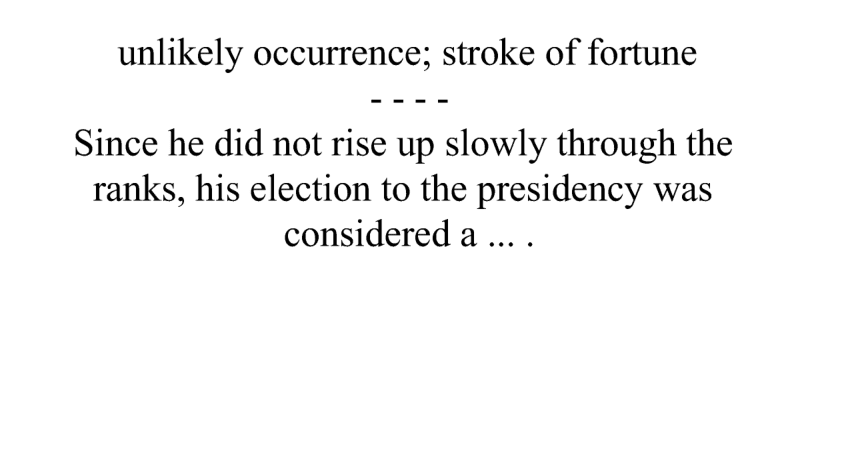 unlikely occurrence; stroke of fortune
- - - -
Since he did not rise up slowly through the
ranks, his election to the presidency was
considered a ... .